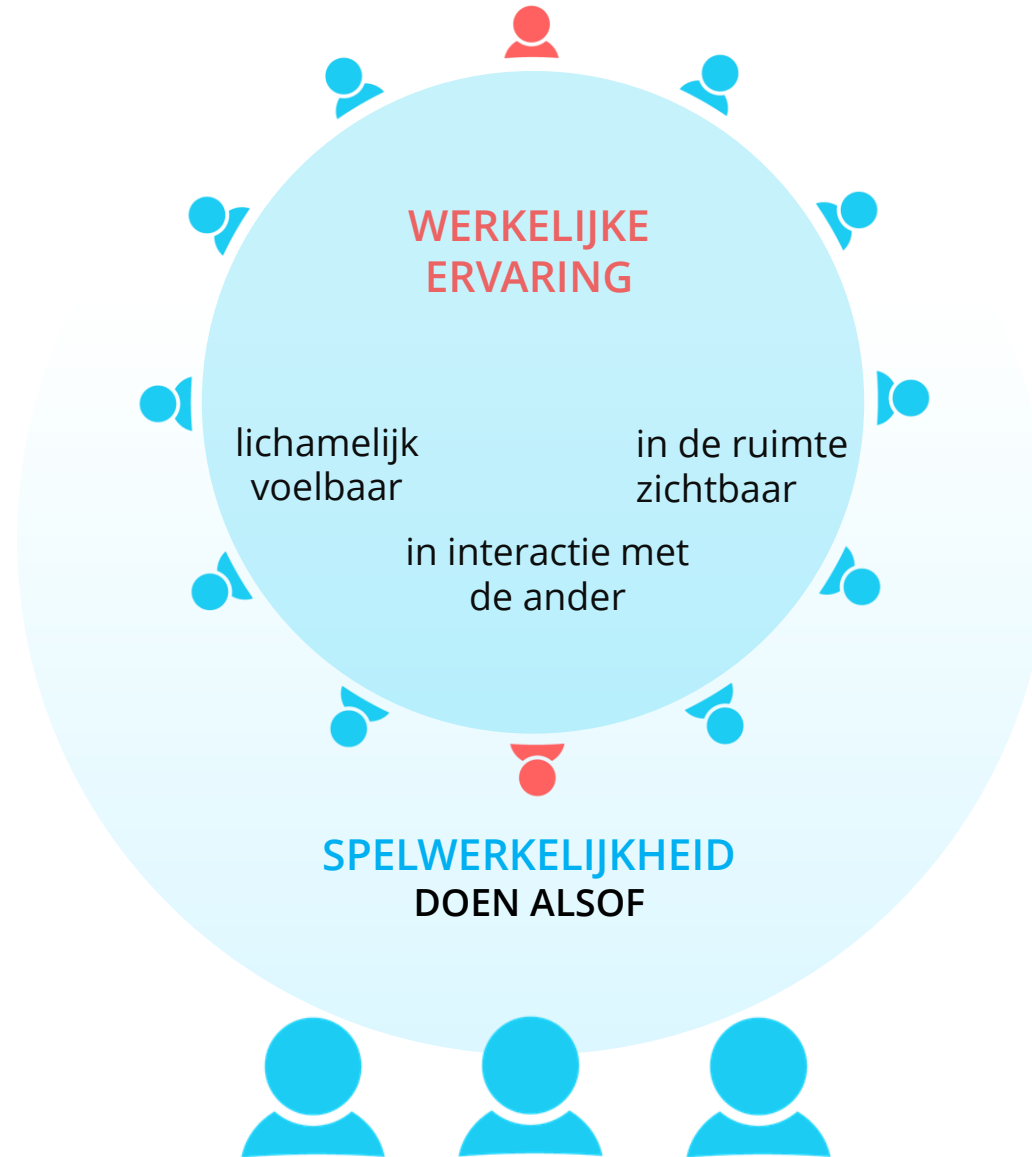 WERKELIJKE
ERVARING
lichamelijk
voelbaar
in de ruimte
zichtbaar
in interactie met
de ander
SPELWERKELIJKHEID
DOEN ALSOF